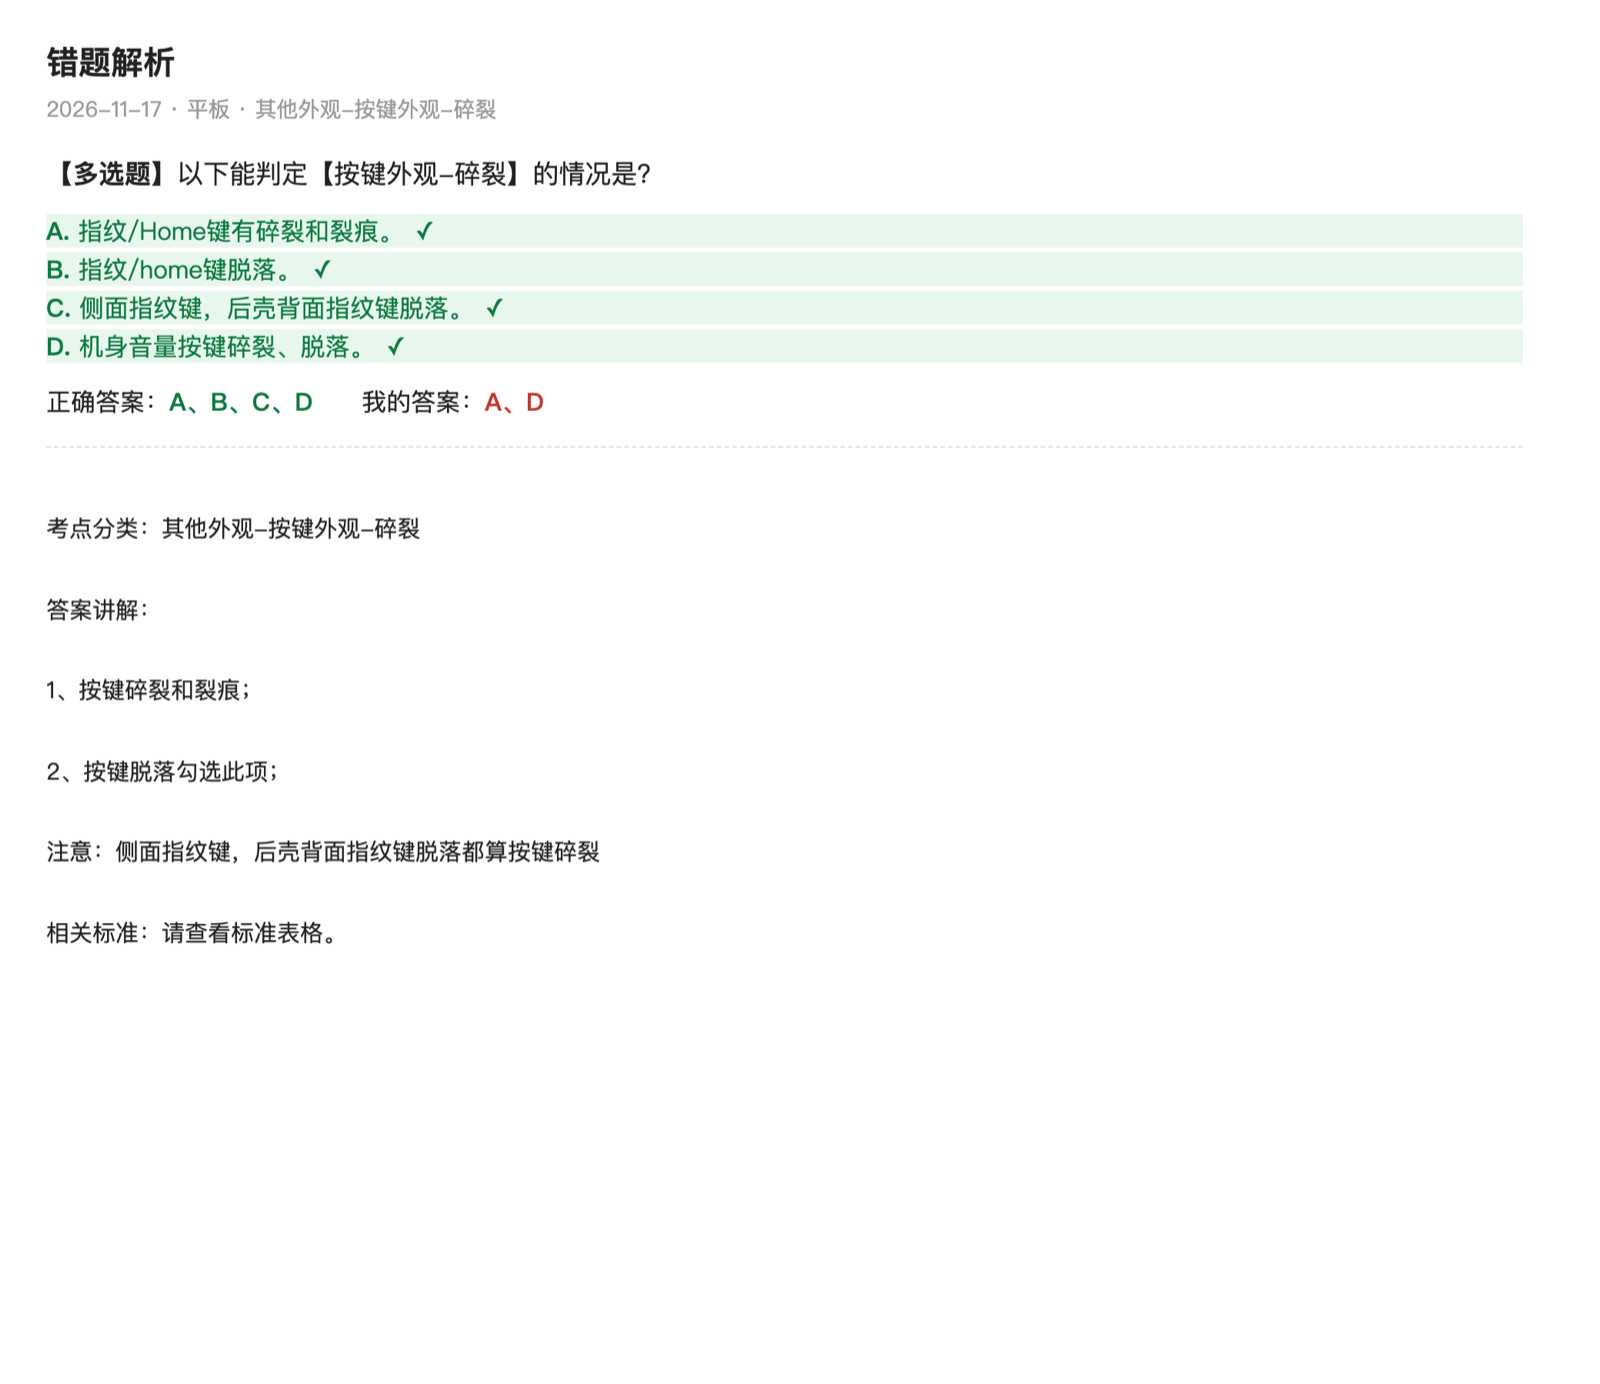 错题解析
2026-11-17 · 平板 · 其他外观-按键外观-碎裂
【多选题】以下能判定【按键外观-碎裂】的情况是?
A. 指纹/Home键有碎裂和裂痕。 ✓
B. 指纹/home键脱落。 ✓
C. 侧面指纹键，后壳背面指纹键脱落。 ✓
D. 机身音量按键碎裂、脱落。 ✓
正确答案：A、B、C、D 我的答案：A、D
考点分类：其他外观-按键外观-碎裂
答案讲解：
1、按键碎裂和裂痕；
2、按键脱落勾选此项；
注意：侧面指纹键，后壳背面指纹键脱落都算按键碎裂
相关标准：请查看标准表格。